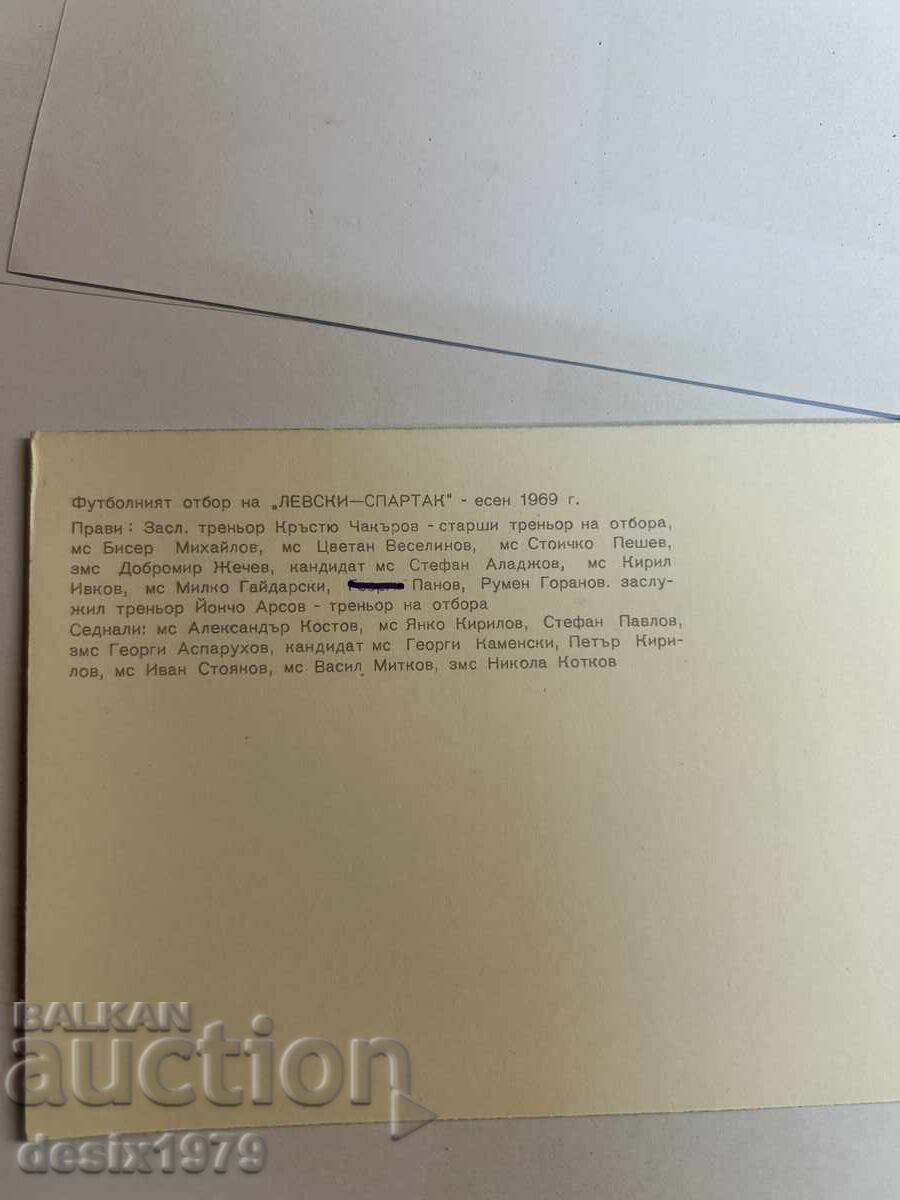 Футболният отбор на „ЛЕВСКИ—СПАРТАК" - есен 1969 г.
Прави: Засл. треньор Кръстю Чакъров - старши треньор на отбора,
мс Бисер Михайлов, мс Цветан Веселинов, мс Стоичко Пешев,
змс Добромир Жечев, кандидат мс Стефан Аладжов, мс Кирил
Ивков, мс Милко Гайдарски, Панов, Румен Горанов. заслу-
жил треньор Йончо Арсов - треньор на отбора
Седнали: мс Александър Костов, мс Янко Кирилов, Стефан Павлов,
змс Георги Аспарухов, кандидат мс Георги Каменски, Петър Кири-
лов, мс Иван Стоянов, мс Васил Митков, змс Никола Котков
BALKAN
auction
desix1979